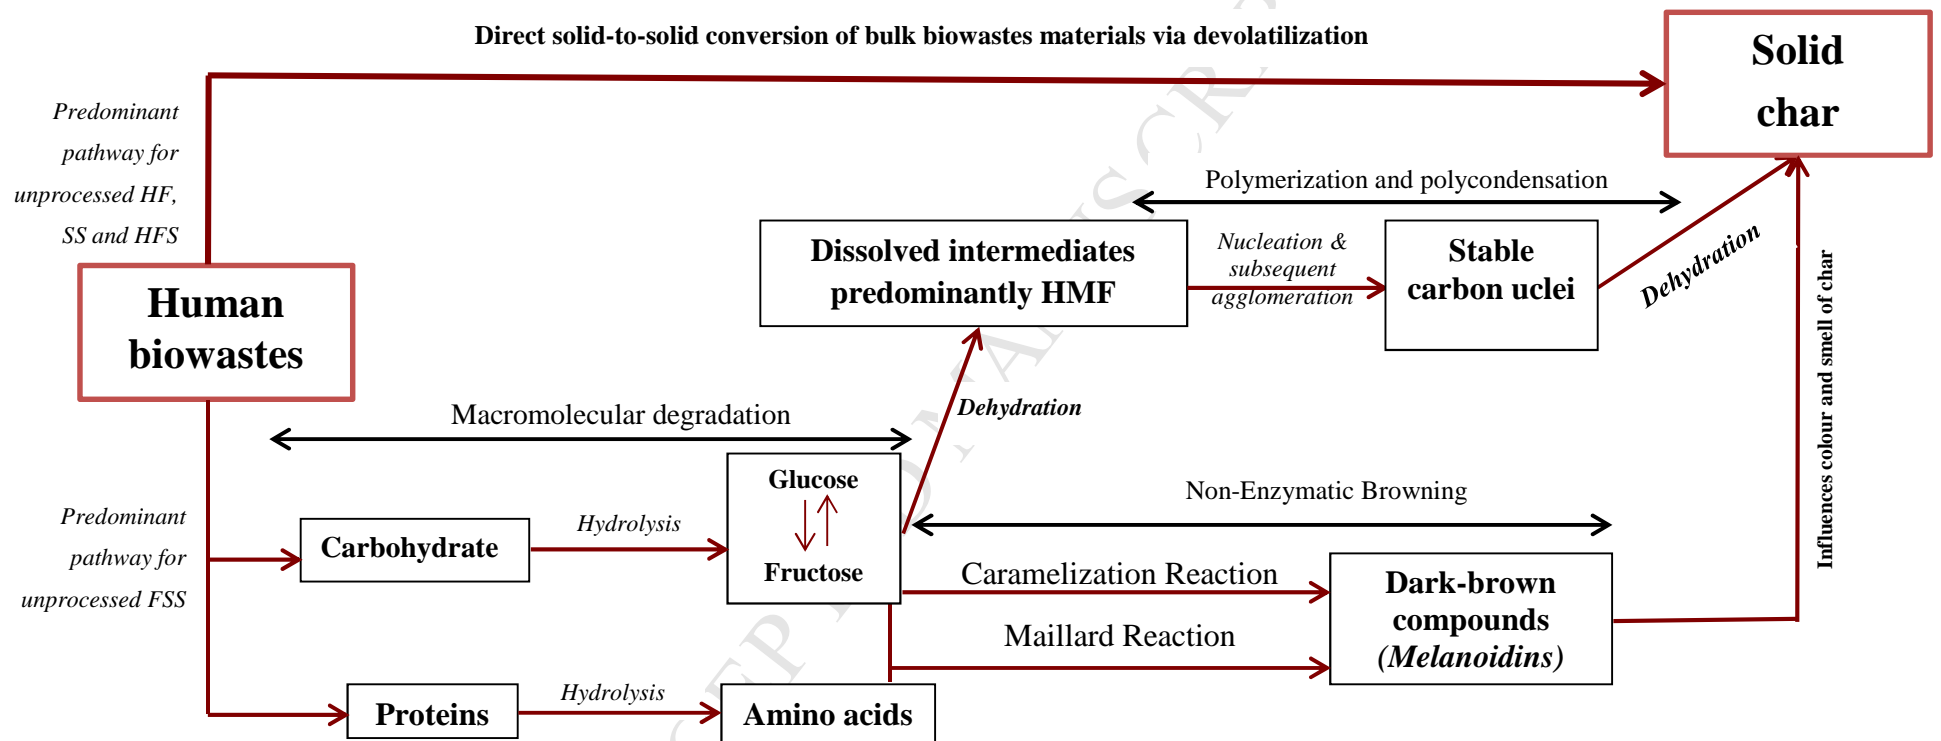 Direct solid-to-solid conversion of bulk biowastes materials via devolatilization
Solid
char
Predominant
pathway for
unprocessed HF,
SS and HFS
Polymerization and polycondensation
Dissolved intermediates
predominantly HMF
Nucleation &
subsequent
agglomeration
Stable
carbon uclei
Dehydration
Influences colour and smell of char
Human
biowastes
Macromolecular degradation
Dehydration
Glucose
Fructose
Non-Enzymatic Browning
Predominant
pathway for
unprocessed FSS
Carbohydrate
Hydrolysis
Caramelization Reaction
Maillard Reaction
Dark-brown
compounds
(Melanoidins)
Proteins
Hydrolysis
Amino acids